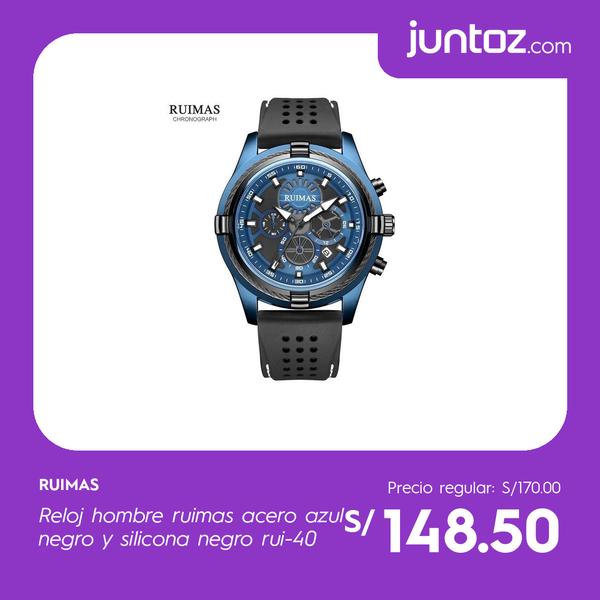 juntoz.com
RUIMAS
CHRONOGRAPH
60
RUIMAS
RUIMAS
Precio regular: S/170.00
Reloj hombre ruimas acero azul
negro y silicona negro rui-40
S/ 148.50